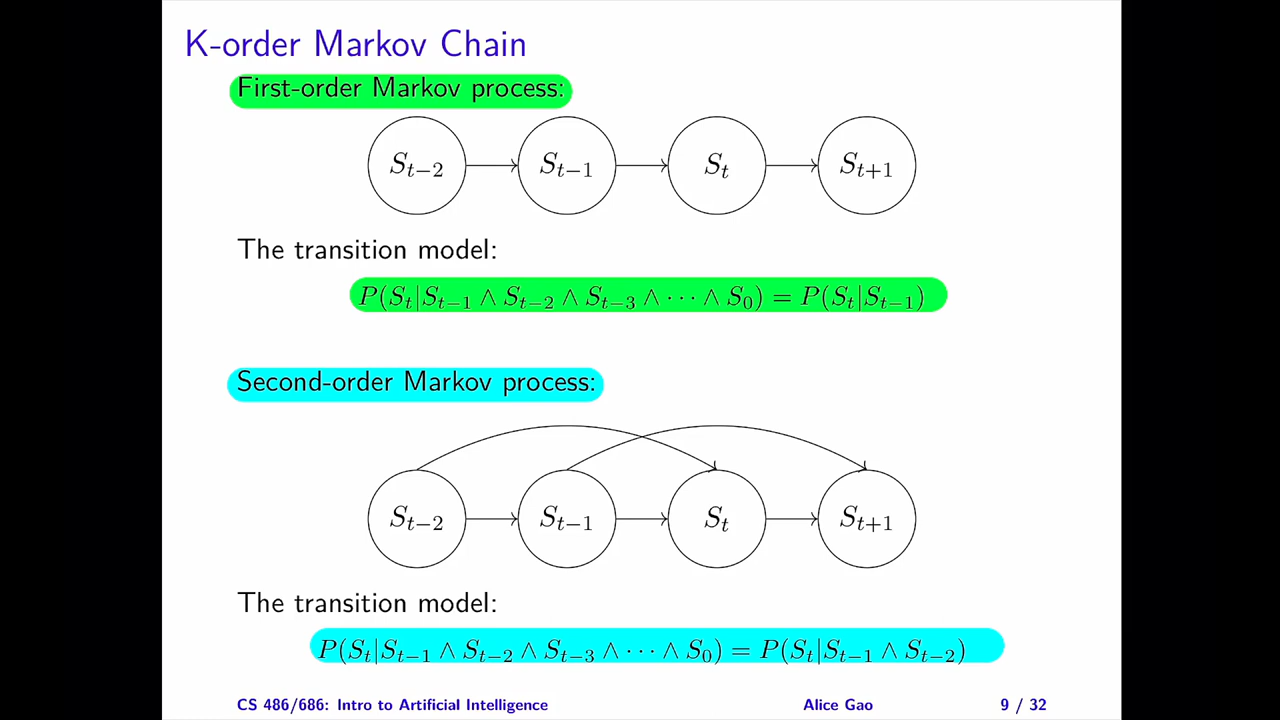 K-order Markov Chain
First-order Markov process:
S_{t−2} S_{t−1} S_t S_{t+1}
The transition model:
P(S_t|S_{t−1} ∧ S_{t−2} ∧ S_{t−3} ∧ ⋯ ∧ S_0) = P(S_t|S_{t−1})
Second-order Markov process:
S_{t−2} S_{t−1} S_t S_{t+1}
The transition model:
P(S_t|S_{t−1} ∧ S_{t−2} ∧ S_{t−3} ∧ ⋯ ∧ S_0) = P(S_t|S_{t−1} ∧ S_{t−2})
CS 486/686: Intro to Artificial Intelligence Alice Gao 9 / 32